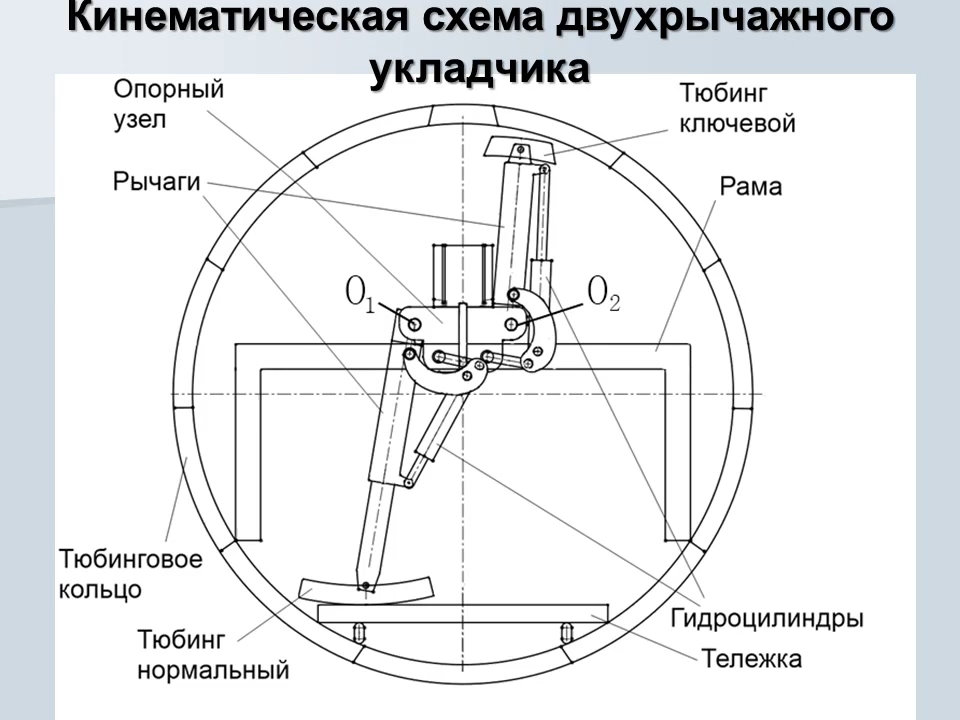 Кинематическая схема двухрычажного
укладчика
Опорный
узел
Тюбинг
ключевой
Рычаги
Рама
O1
O2
Тюбинговое
кольцо
Гидроцилиндры
Тюбинг
нормальный
Тележка